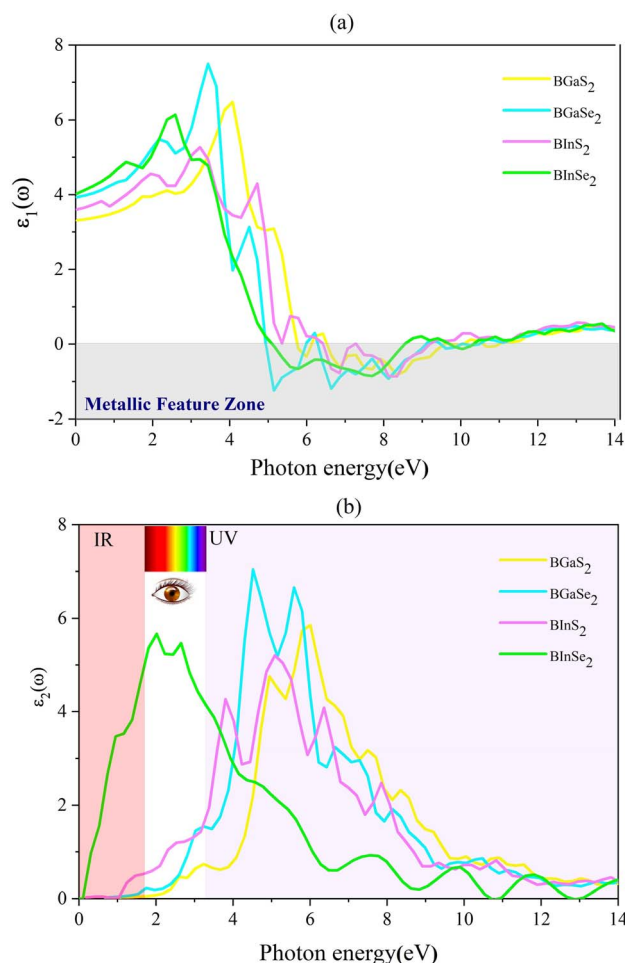 (a)
8
6
4
2
0
-2
ε₁(ω)
BGaS₂
BGaSe₂
BInS₂
BInSe₂
Metallic Feature Zone
0 2 4 6 8 10 12 14
Photon energy(eV)
(b)
8
6
4
2
0
ε₂(ω)
IR UV
BGaS₂
BGaSe₂
BInS₂
BInSe₂
0 2 4 6 8 10 12 14
Photon energy(eV)